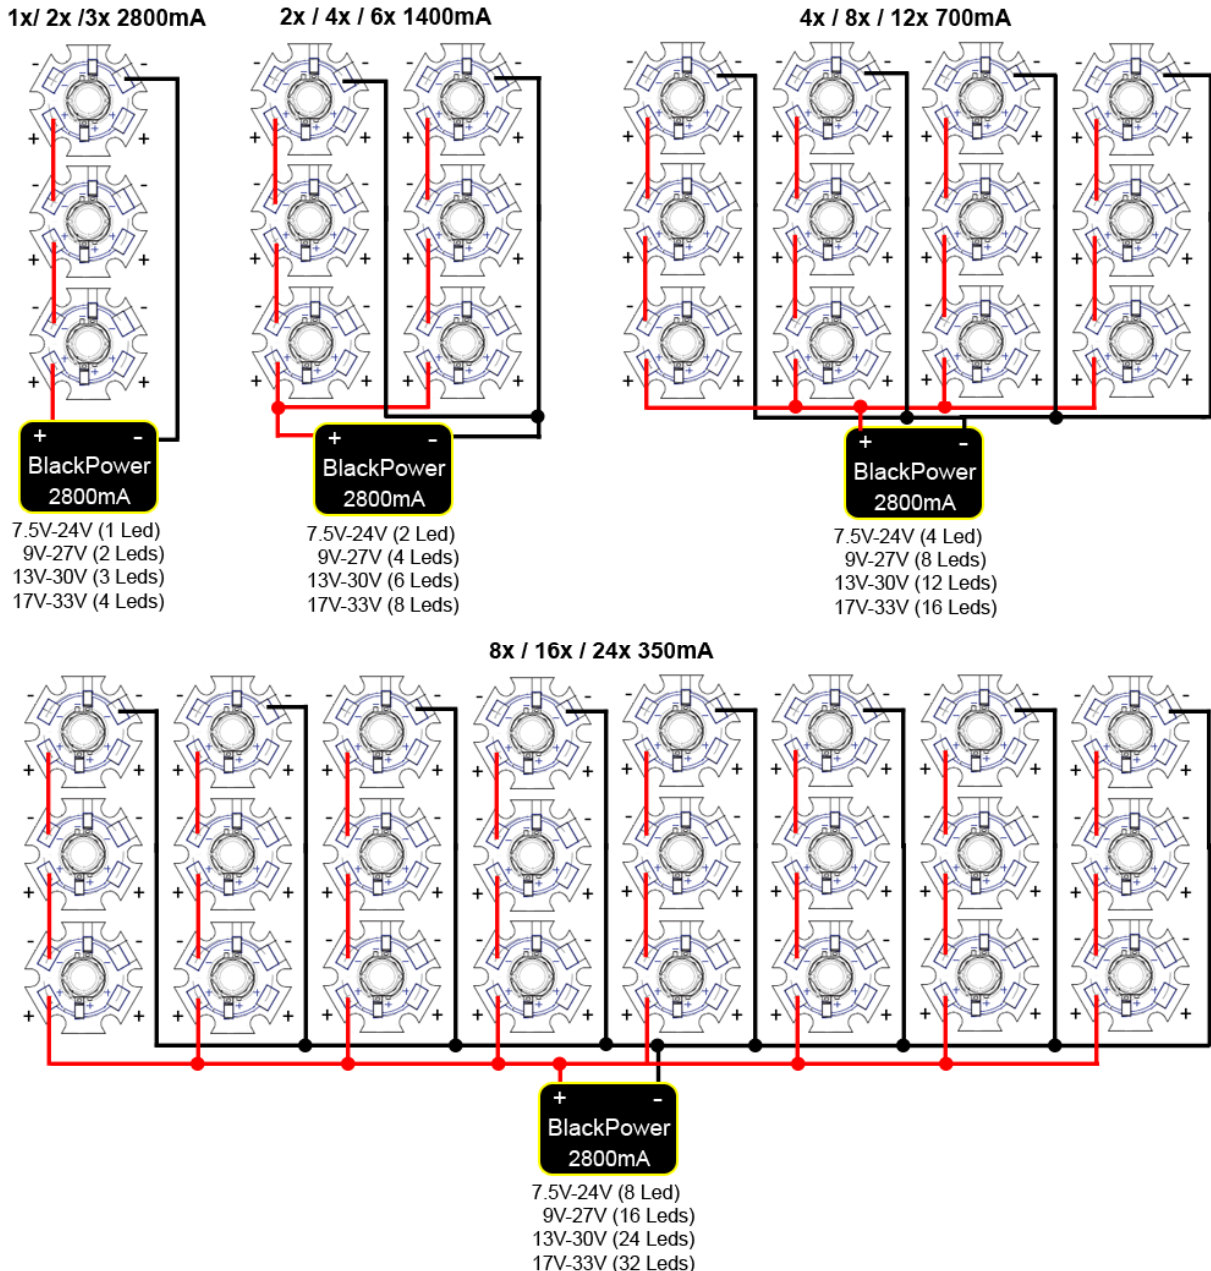 1x/ 2x /3x 2800mA
2x / 4x / 6x 1400mA
4x / 8x / 12x 700mA
+ -
BlackPower
2800mA
7.5V-24V (1 Led)
9V-27V (2 Leds)
13V-30V (3 Leds)
17V-33V (4 Leds)
+ -
BlackPower
2800mA
7.5V-24V (2 Led)
9V-27V (4 Leds)
13V-30V (6 Leds)
17V-33V (8 Leds)
+ -
BlackPower
2800mA
7.5V-24V (4 Led)
9V-27V (8 Leds)
13V-30V (12 Leds)
17V-33V (16 Leds)
8x / 16x / 24x 350mA
+ -
BlackPower
2800mA
7.5V-24V (8 Led)
9V-27V (16 Leds)
13V-30V (24 Leds)
17V-33V (32 Leds)